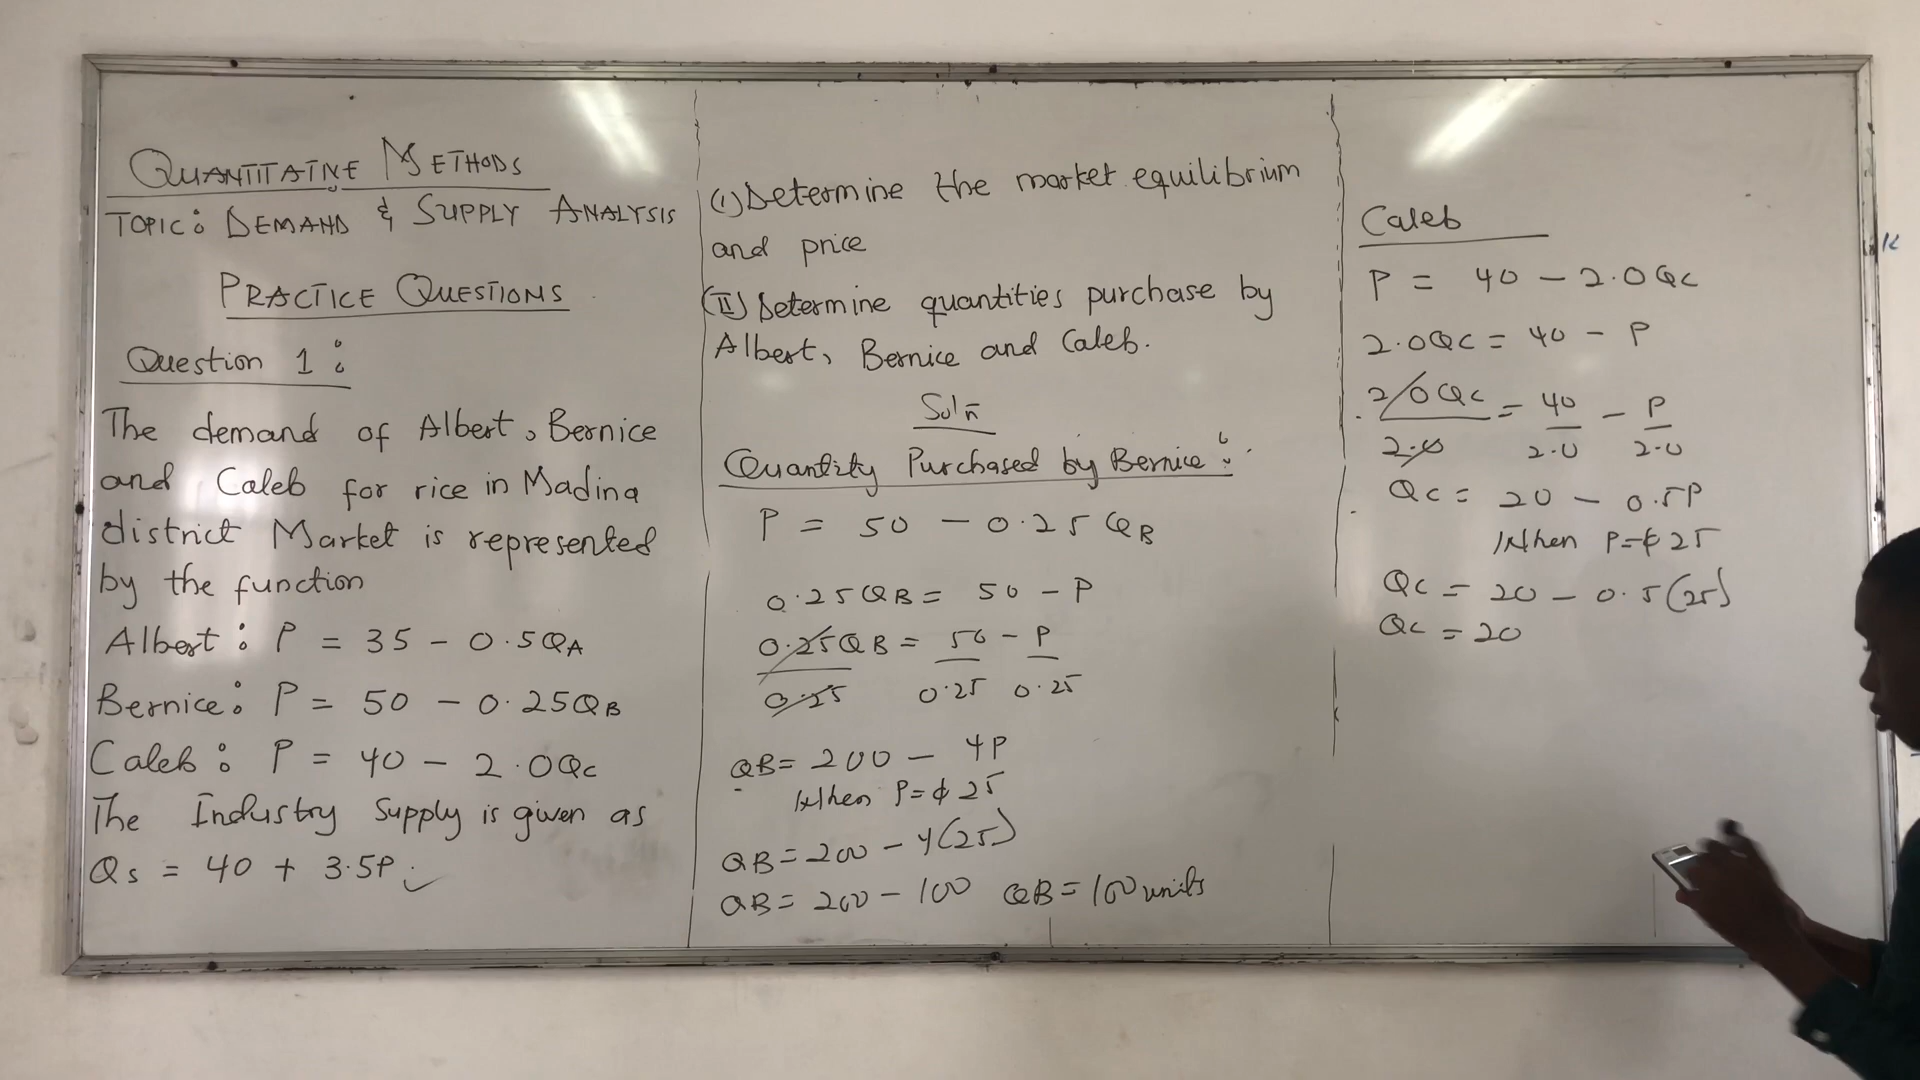 QUANTITATIVE METHODS
TOPIC: DEMAND & SUPPLY ANALYSIS
PRACTICE QUESTIONS
Question 1:
The demand of Albert, Bernice
and Caleb for rice in Madina
district Market is represented
by the function
Albert: P = 35 - 0.5QA
Bernice: P = 50 - 0.25QB
Caleb: P = 40 - 2.0Qc
The Industry Supply is given as
Qs = 40 + 3.5P ✓
(i) Determine the market equilibrium
and price
(II) Determine quantities purchase by
Albert, Bernice and Caleb.
Soln
Quantity Purchased by Bernice:
P = 50 - 0.25QB
0.25QB = 50 - P
0.25QB = 50 - P
0.25 0.25 0.25
QB = 200 - 4P
When P=¢25
QB = 200 - 4(25)
QB = 200 - 100 QB = 100 units
Caleb
P = 40 - 2.0Qc
2.0Qc = 40 - P
2.0Qc = 40 - P
2.0 2.0 2.0
Qc = 20 - 0.5P
When P=¢25
Qc = 20 - 0.5(25)
Qc = 20